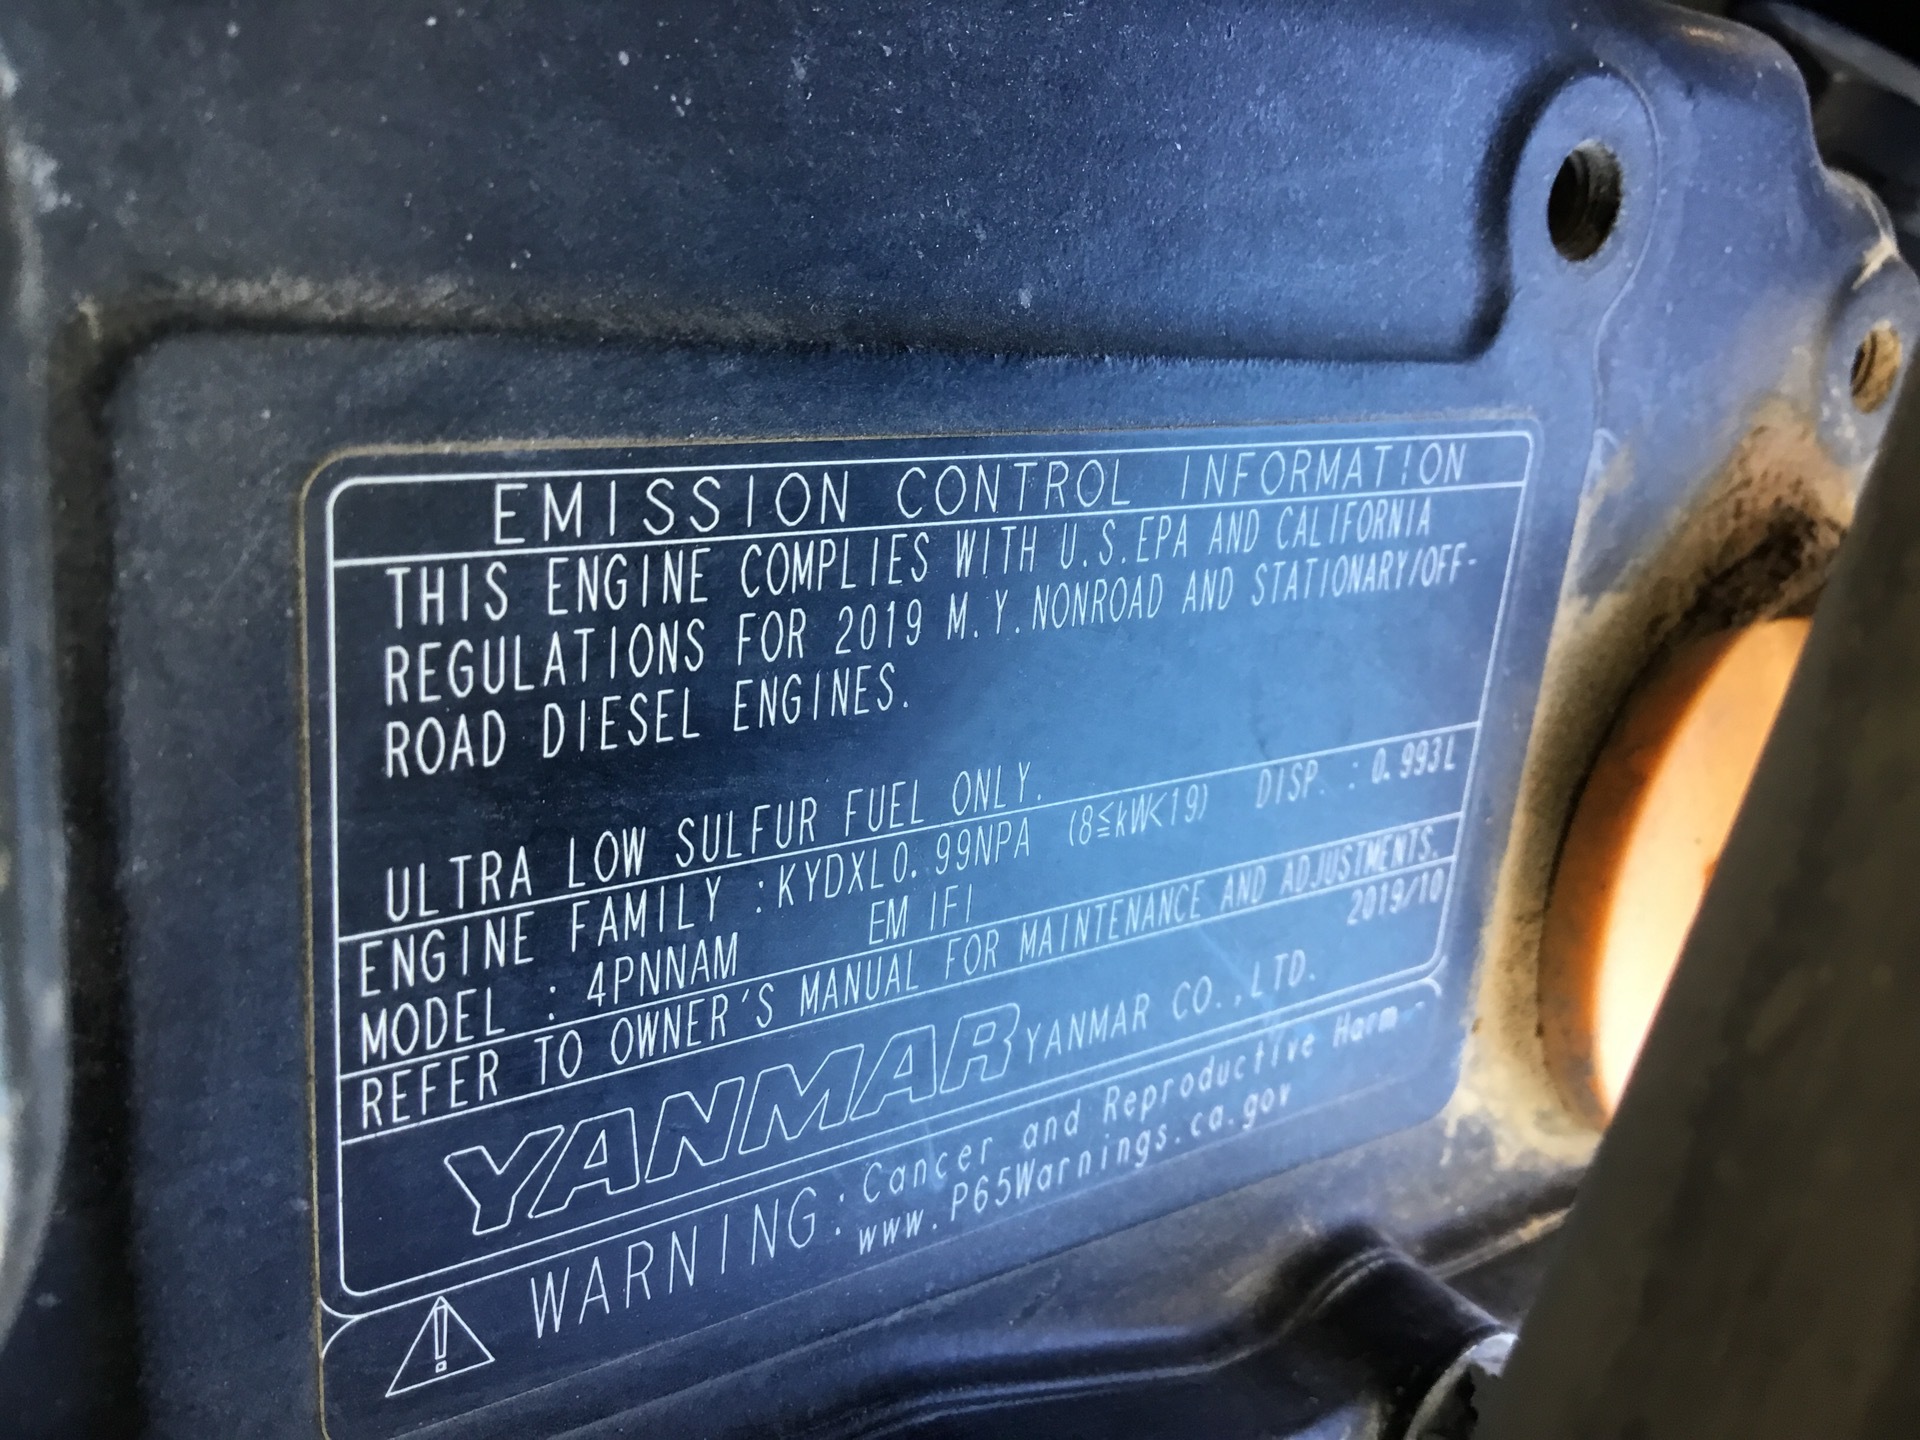 EMISSION CONTROL INFORMATION
THIS ENGINE COMPLIES WITH U.S.EPA AND CALIFORNIA
REGULATIONS FOR 2019 M.Y.NONROAD AND STATIONARY/OFF-
ROAD DIESEL ENGINES.
ULTRA LOW SULFUR FUEL ONLY.
ENGINE FAMILY :KYDXL0.99NPA (8≦kW<19) DISP. : 0.993L
MODEL : 4PNNAM EM IFI
REFER TO OWNER'S MANUAL FOR MAINTENANCE AND ADJUSTMENTS.
2019/10
YANMAR YANMAR CO.,LTD.
WARNING: Cancer and Reproductive Harm -
www.P65Warnings.ca.gov